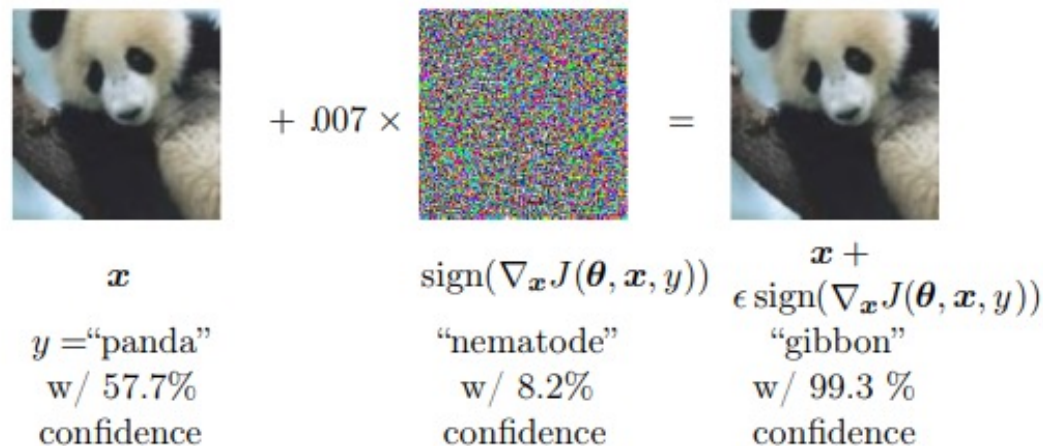 + .007 ×
=
x
sign(∇ₓJ(θ, x, y))
x +
ϵ sign(∇ₓJ(θ, x, y))
y =“panda”
w/ 57.7%
confidence
“nematode”
w/ 8.2%
confidence
“gibbon”
w/ 99.3 %
confidence